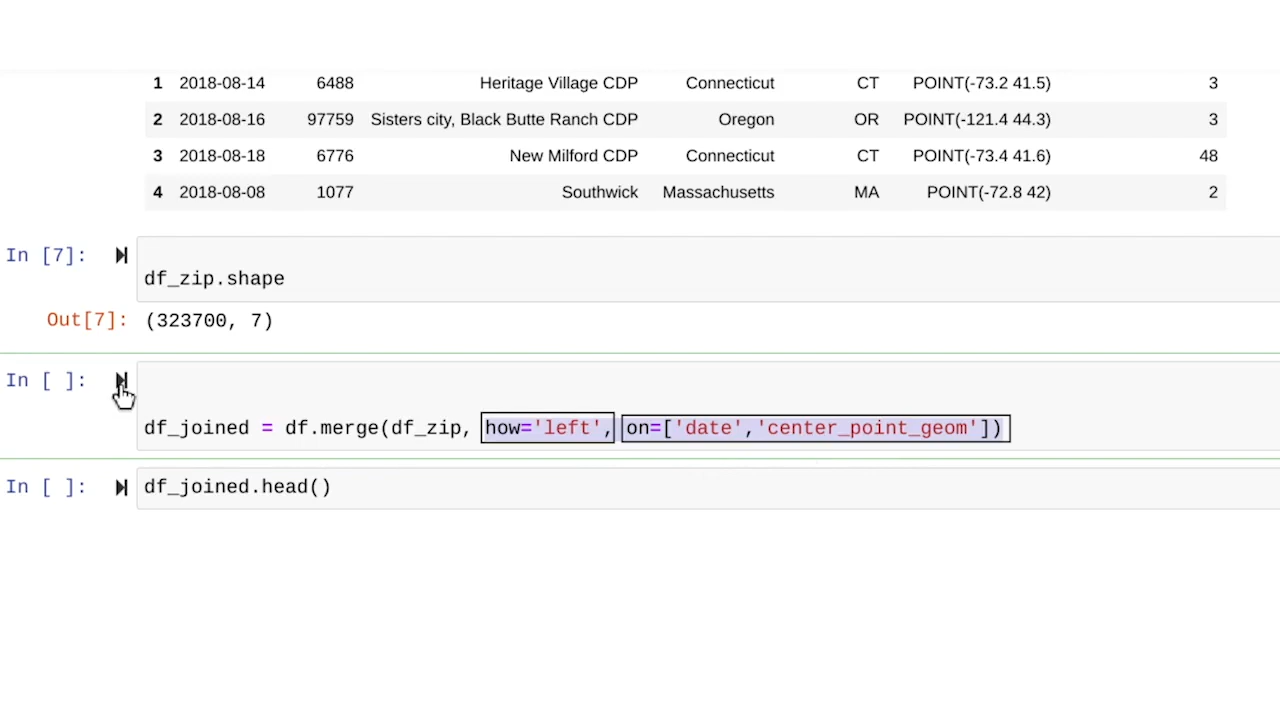 1 2018-08-14 6488 Heritage Village CDP Connecticut CT POINT(-73.2 41.5) 3
2 2018-08-16 97759 Sisters city, Black Butte Ranch CDP Oregon OR POINT(-121.4 44.3) 3
3 2018-08-18 6776 New Milford CDP Connecticut CT POINT(-73.4 41.6) 48
4 2018-08-08 1077 Southwick Massachusetts MA POINT(-72.8 42) 2
In [7]:
df_zip.shape
Out[7]: (323700, 7)
In [ ]:
df_joined = df.merge(df_zip, how='left', on=['date','center_point_geom'])
In [ ]: df_joined.head()